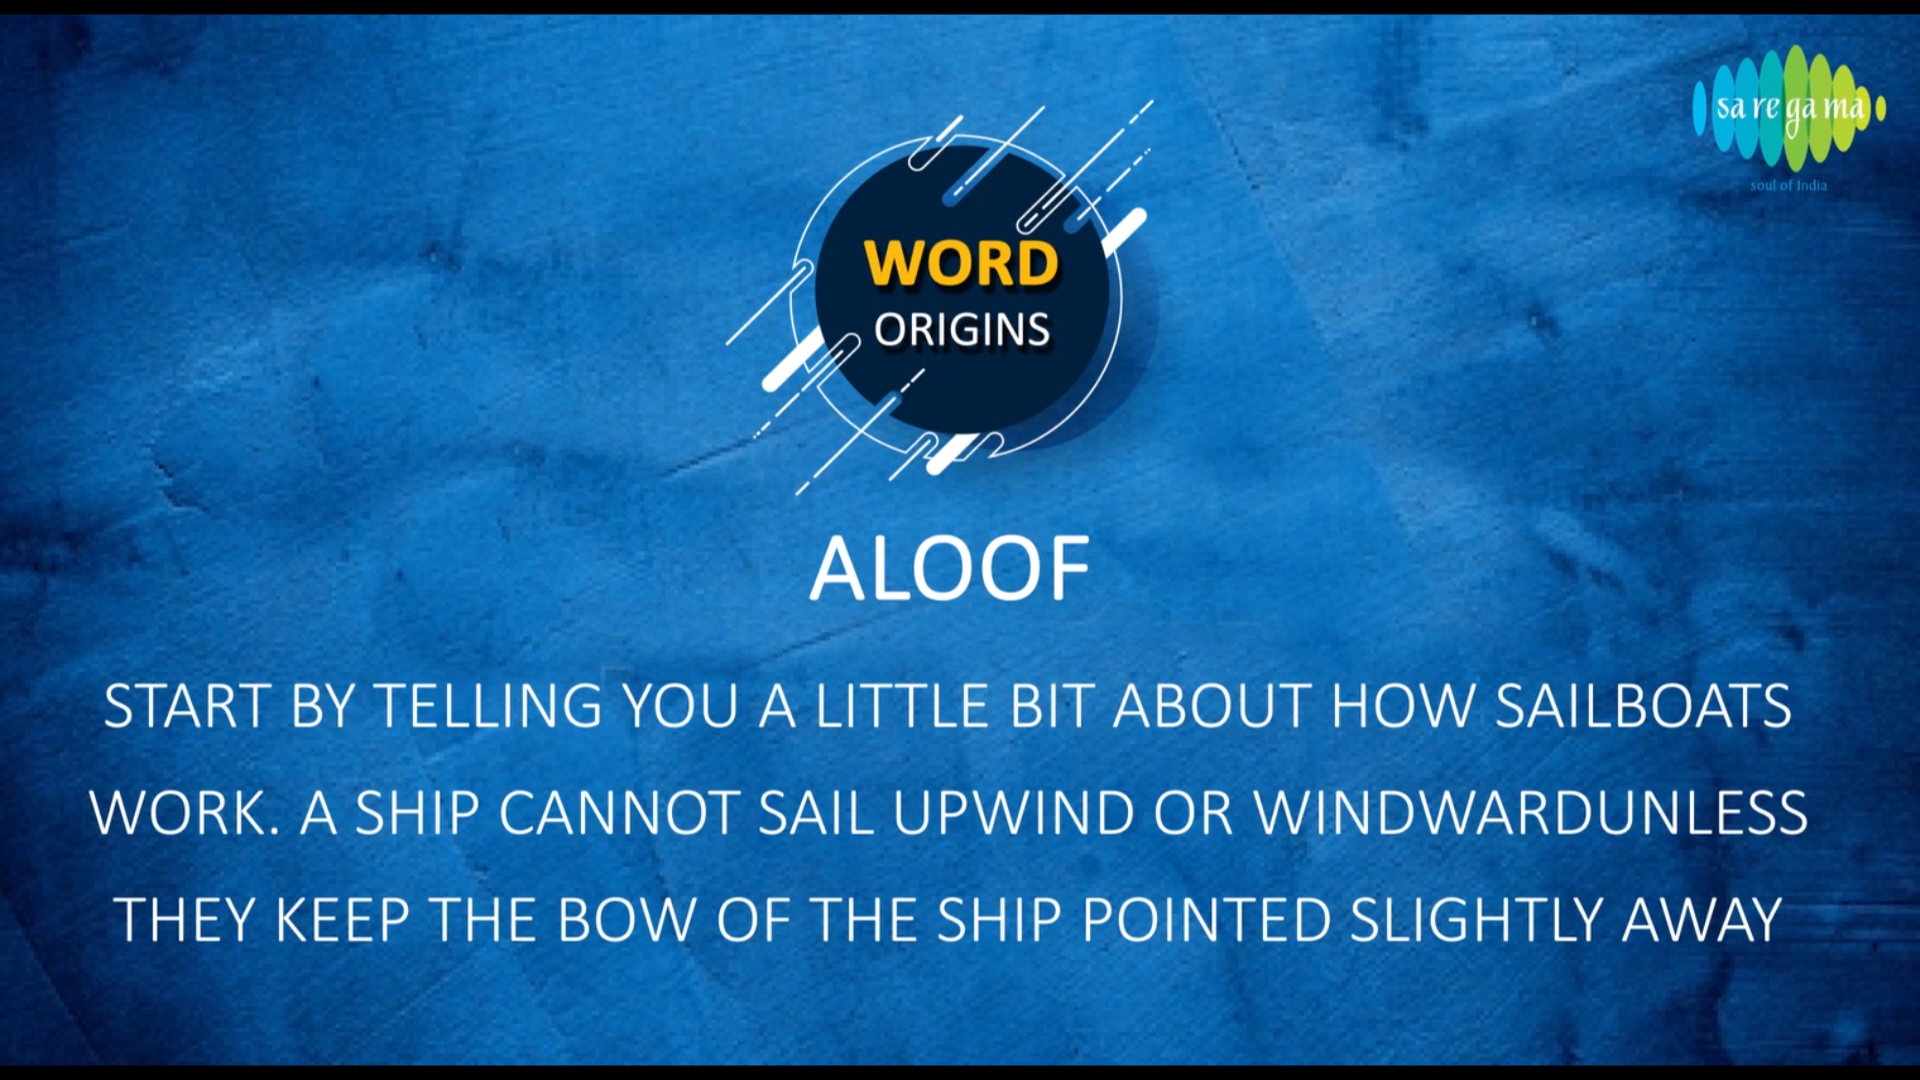 sa re ga ma
soul of India
WORD
ORIGINS
ALOOF
START BY TELLING YOU A LITTLE BIT ABOUT HOW SAILBOATS
WORK. A SHIP CANNOT SAIL UPWIND OR WINDWARDUNLESS
THEY KEEP THE BOW OF THE SHIP POINTED SLIGHTLY AWAY